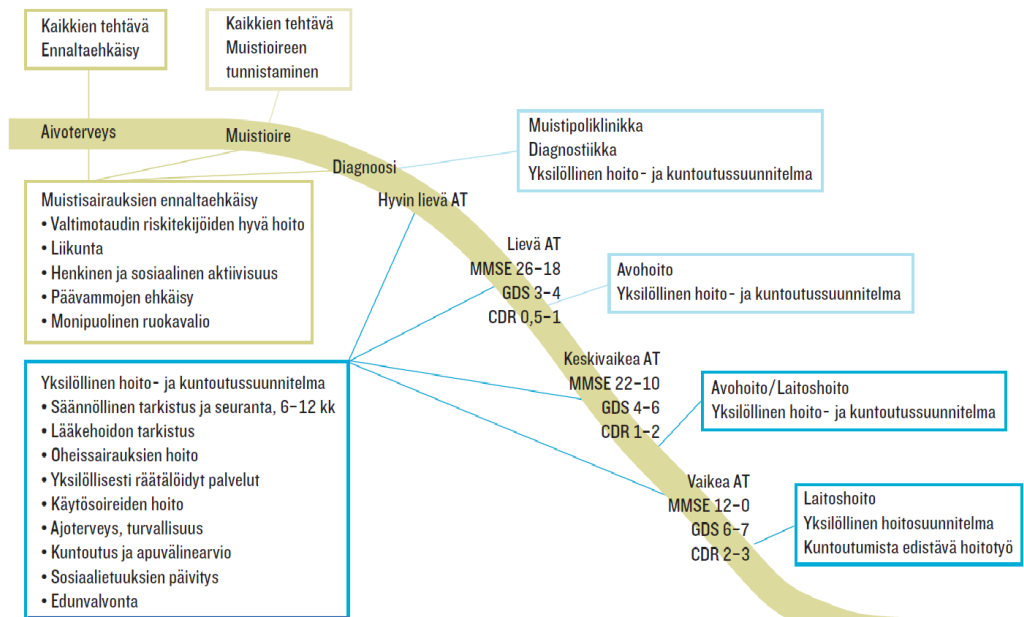 Kaikkien tehtävä
Ennaltaehkäisy
Kaikkien tehtävä
Muistioireen
tunnistaminen
Aivoterveys
Muistioire
Diagnoosi
Hyvin lievä AT
Muistipoliklinikka
Diagnostiikka
Yksilöllinen hoito- ja kuntoutussuunnitelma
Muistisairauksien ennaltaehkäisy
• Valtimotaudin riskitekijöiden hyvä hoito
• Liikunta
• Henkinen ja sosiaalinen aktiivisuus
• Päävammojen ehkäisy
• Monipuolinen ruokavalio
Lievä AT
MMSE 26–18
GDS 3–4
CDR 0,5–1
Avohoito
Yksilöllinen hoito- ja kuntoutussuunnitelma
Yksilöllinen hoito- ja kuntoutussuunnitelma
• Säännöllinen tarkistus ja seuranta, 6–12 kk
• Lääkehoidon tarkistus
• Oheissairauksien hoito
• Yksilöllisesti räätälöidyt palvelut
• Käytösoireiden hoito
• Ajoterveys, turvallisuus
• Kuntoutus ja apuvälinearvio
• Sosiaalietuuksien päivitys
• Edunvalvonta
Keskivaikea AT
MMSE 22–10
GDS 4–6
CDR 1–2
Avohoito/Laitoshoito
Yksilöllinen hoito- ja kuntoutussuunnitelma
Vaikea AT
MMSE 12–0
GDS 6–7
CDR 2–3
Laitoshoito
Yksilöllinen hoitosuunnitelma
Kuntoutumista edistävä hoitotyö